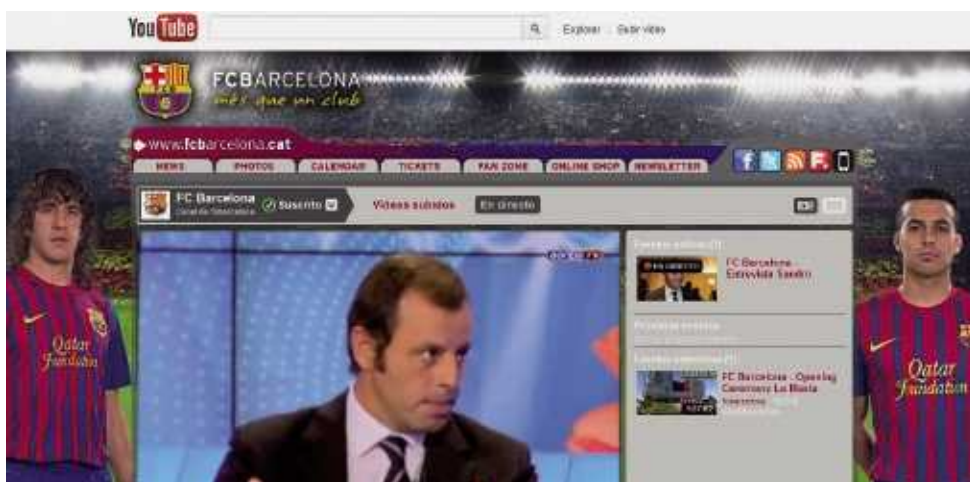 YouTube
Explorar Subir vídeo
FCBARCELONA
més que un club
www.fcbarcelona.cat
NEWS PHOTOS CALENDAR TICKETS FAN ZONE ONLINE SHOP NEWSLETTER
FC Barcelona Suscrito Vídeos subidos En directo
EN DIRECTO
FC Barcelona -
Entrevista Sandro
FC Barcelona - Opening
Ceremony La Masia
Qatar
Foundation
Qatar
Foundation